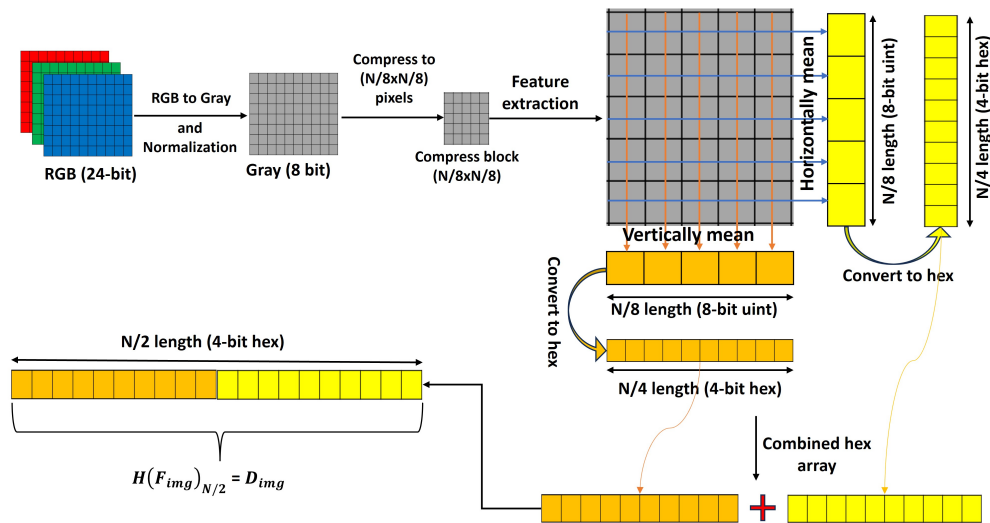 RGB to Gray
and
Normalization
RGB (24-bit)
Gray (8 bit)
Compress to
(N/8xN/8)
pixels
Compress block
(N/8xN/8)
Feature
extraction
Horizontally mean
N/8 length (8-bit uint)
N/4 length (4-bit hex)
Convert to hex
Vertically mean
N/8 length (8-bit uint)
Convert to
hex
N/4 length (4-bit hex)
Combined hex
array
N/2 length (4-bit hex)
H(F_img)_{N/2} = D_img